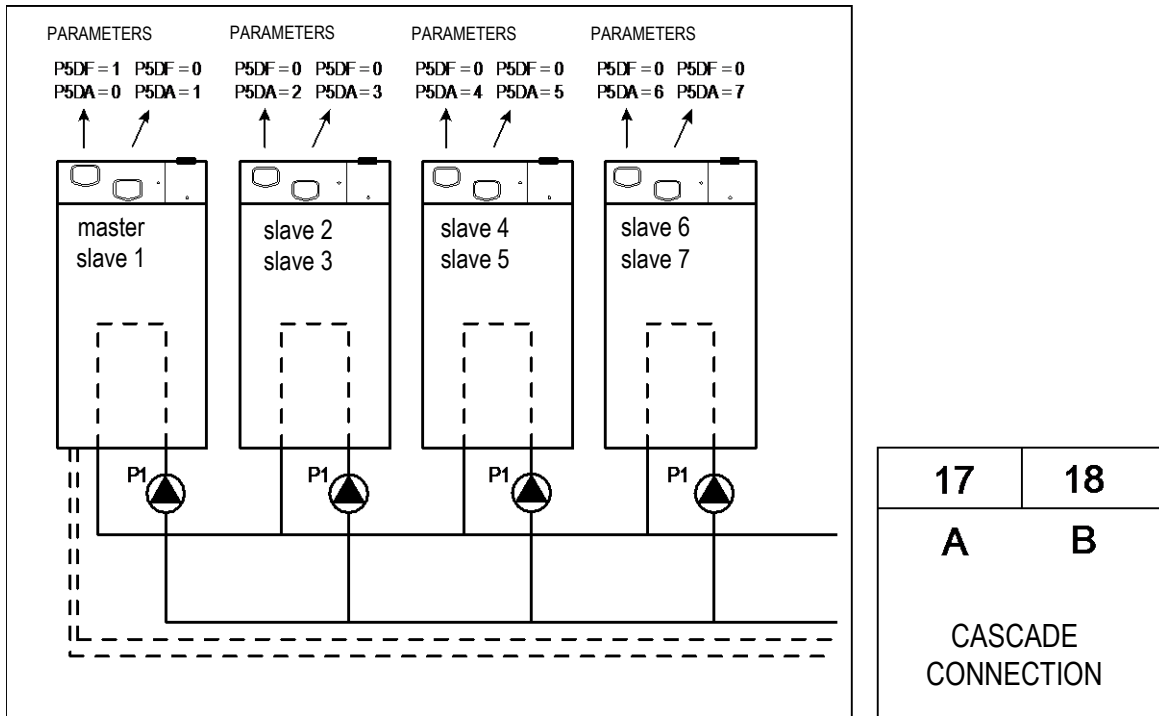 PARAMETERS PARAMETERS PARAMETERS PARAMETERS
P5DF = 1 P5DF = 0 P5DF = 0 P5DF = 0 P5DF = 0 P5DF = 0 P5DF = 0 P5DF = 0
P5DA = 0 P5DA = 1 P5DA = 2 P5DA = 3 P5DA = 4 P5DA = 5 P5DA = 6 P5DA = 7
master slave 2 slave 4 slave 6
slave 1 slave 3 slave 5 slave 7
P1 P1 P1 P1
17 18
A B
CASCADE
CONNECTION